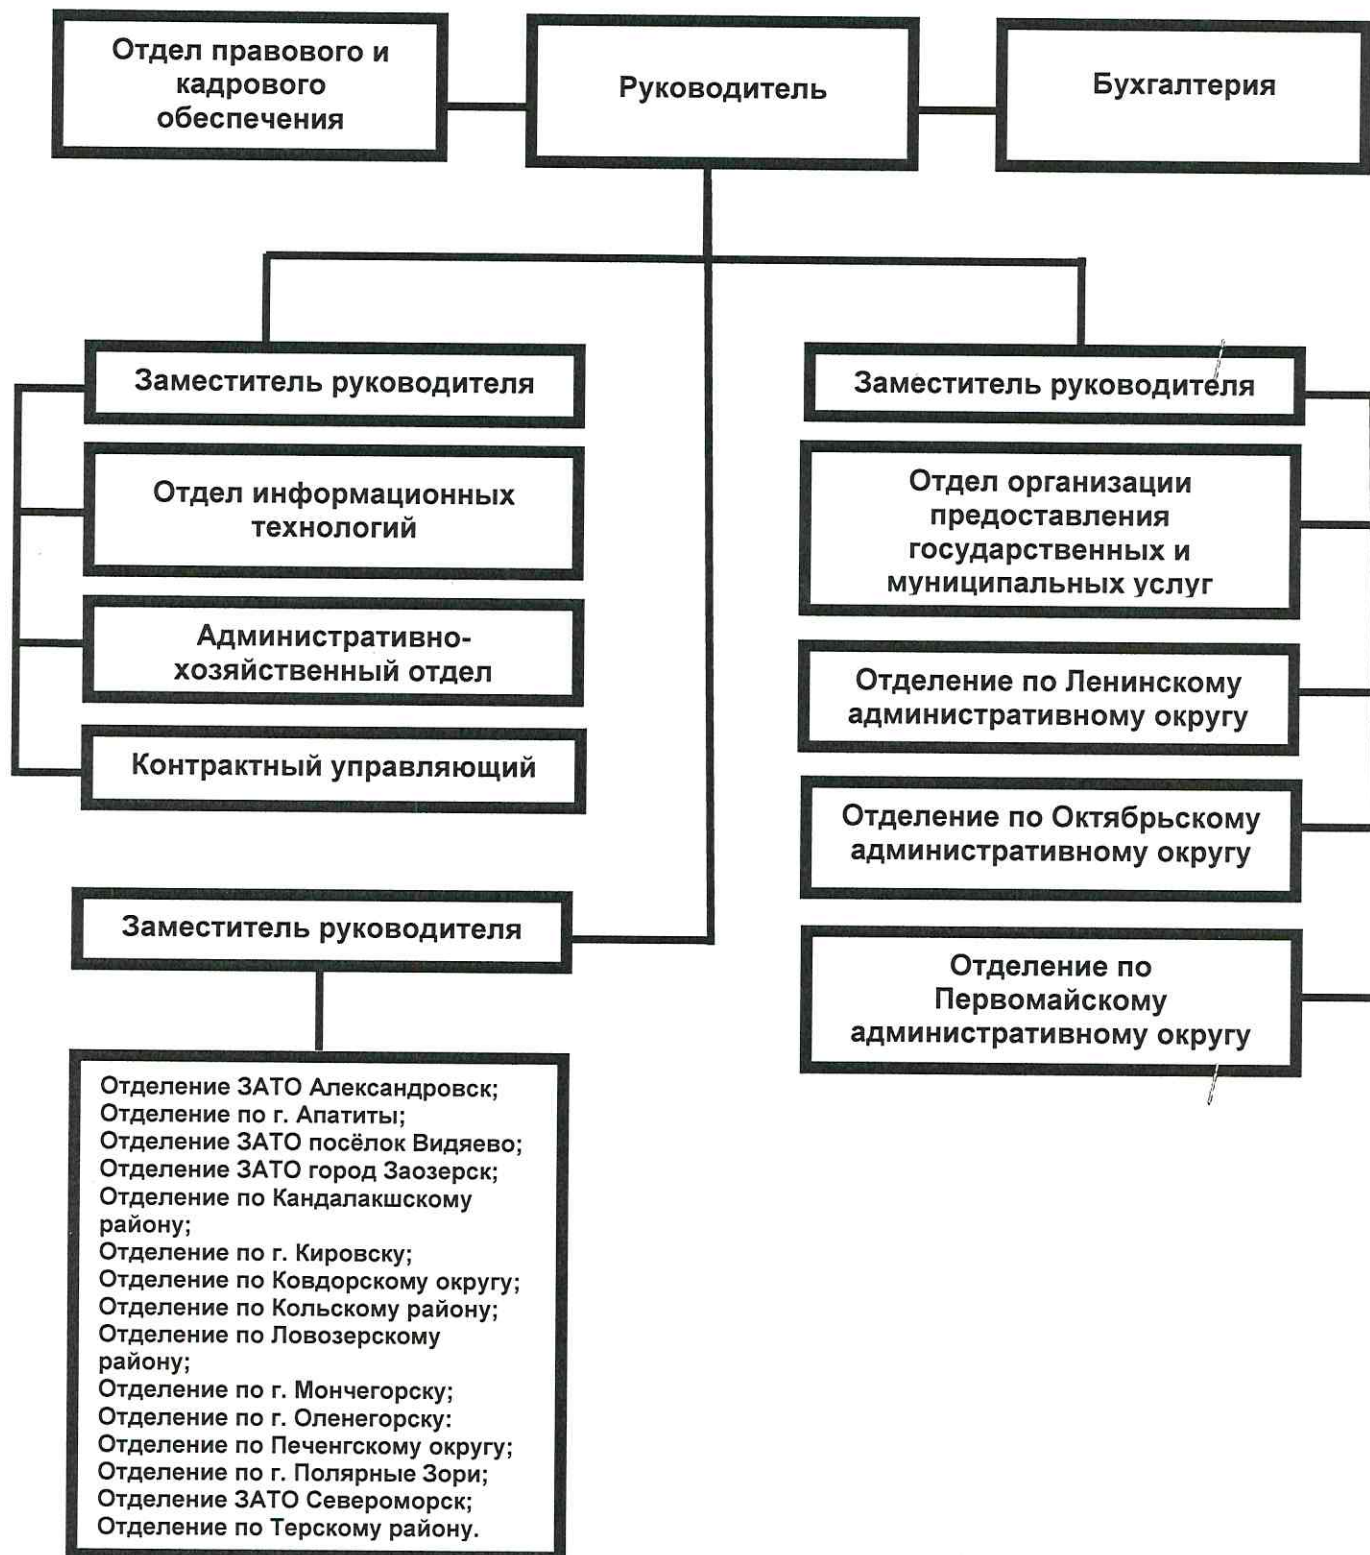 Отдел правового и
кадрового
обеспечения
Руководитель
Бухгалтерия
Заместитель руководителя
Отдел информационных
технологий
Административно-
хозяйственный отдел
Контрактный управляющий
Заместитель руководителя
Отдел организации
предоставления
государственных и
муниципальных услуг
Отделение по Ленинскому
административному округу
Отделение по Октябрьскому
административному округу
Отделение по
Первомайскому
административному округу
Заместитель руководителя
Отделение ЗАТО Александровск;
Отделение по г. Апатиты;
Отделение ЗАТО посёлок Видяево;
Отделение ЗАТО город Заозерск;
Отделение по Кандалакшскому
району;
Отделение по г. Кировску;
Отделение по Ковдорскому округу;
Отделение по Кольскому району;
Отделение по Ловозерскому
району;
Отделение по г. Мончегорску;
Отделение по г. Оленегорску:
Отделение по Печенгскому округу;
Отделение по г. Полярные Зори;
Отделение ЗАТО Североморск;
Отделение по Терскому району.